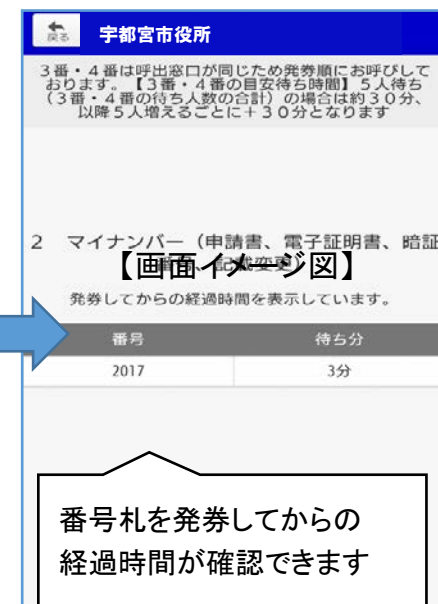 戻る 宇都宮市役所
3番・4番は呼出窓口が同じため発券順にお呼びして
おります。【3番・4番の目安待ち時間】5人待ち
(3番・4番の待ち人数の合計)の場合は約30分、
以降5人増えるごとに+30分となります
2 マイナンバー(申請書、電子証明書、暗証
【画面イメージ図】
記載変更)
発券してからの経過時間を表示しています。
番号 待ち分
2017 3分
番号札を発券してからの
経過時間が確認できます